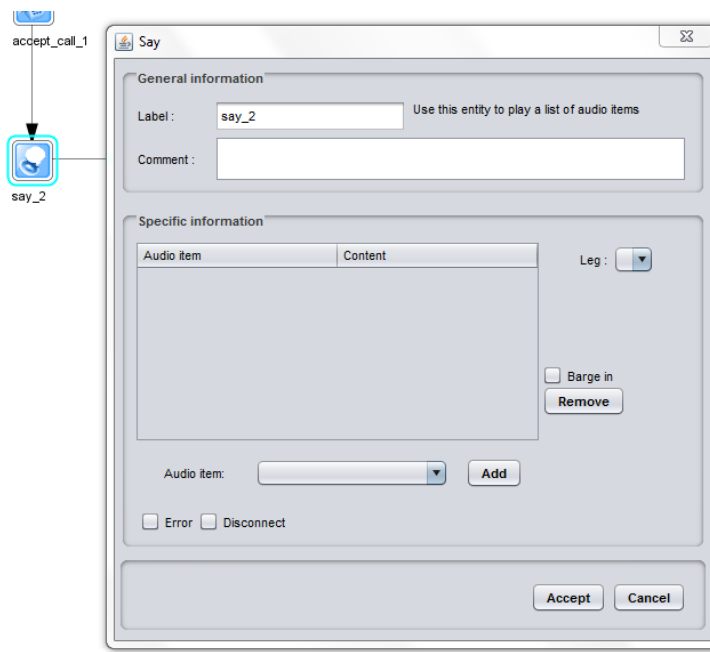 accept_call_1
say_2
Say
General information
Label : say_2 Use this entity to play a list of audio items
Comment :
Specific information
Audio item Content
Leg :
Barge in
Remove
Audio item: Add
Error Disconnect
Accept Cancel